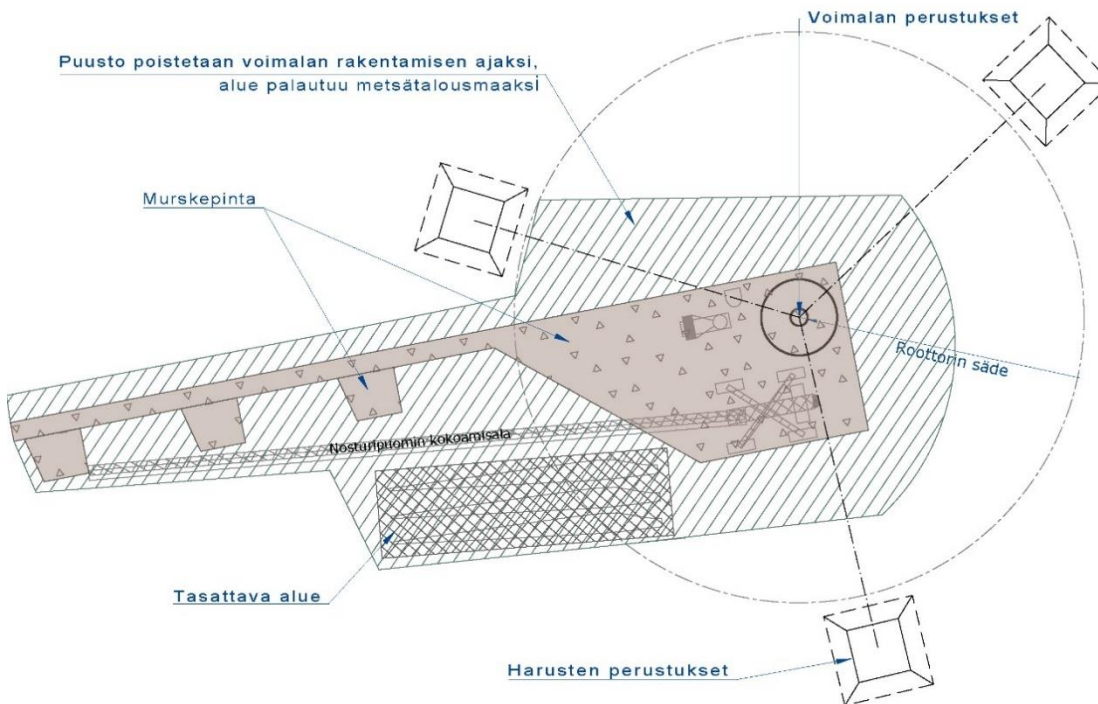 Voimalan perustukset
Puusto poistetaan voimalan rakentamisen ajaksi,
alue palautuu metsätalousmaaksi
Murskepinta
Roottorin säde
Nosturipuomin kokoamisala
Tasattava alue
Harusten perustukset